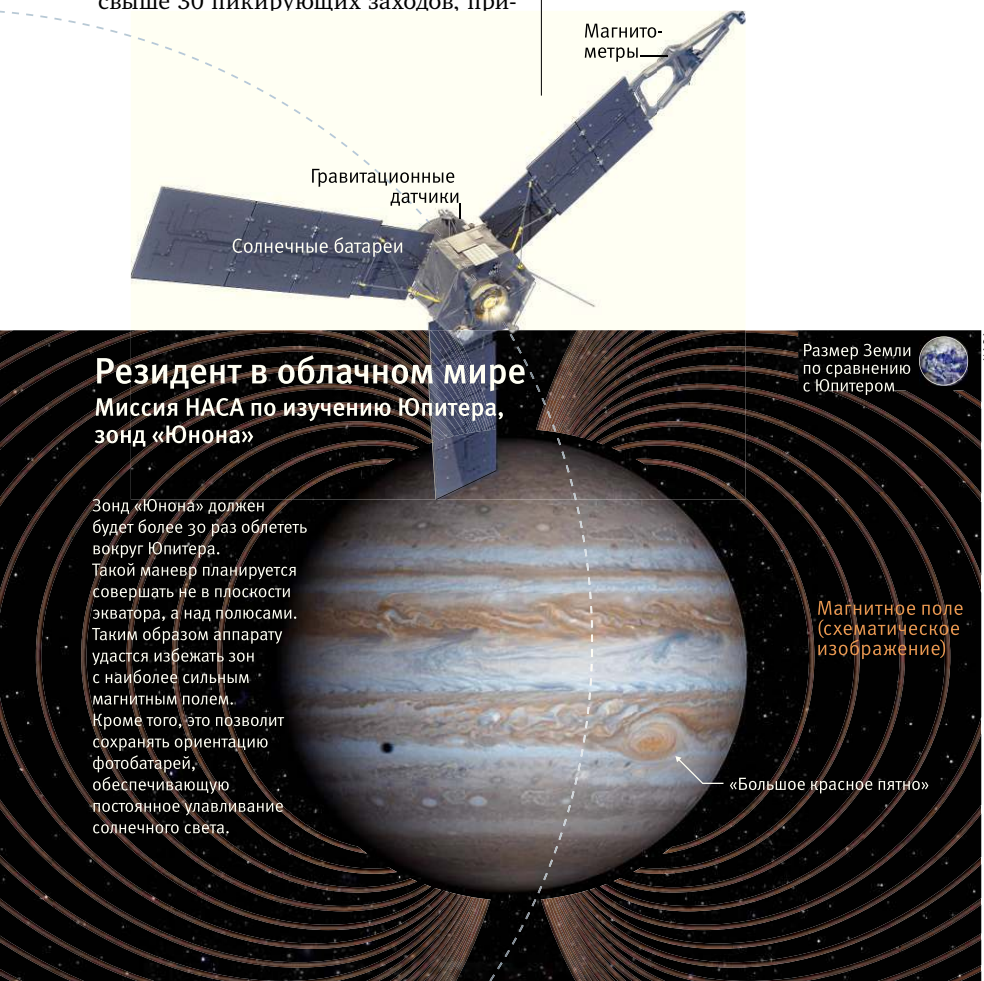 свыше 30 пикирующих заходов, при-
Магнито-
метры
Гравитационные
датчики
Солнечные батареи
Резидент в облачном мире
Миссия НАСА по изучению Юпитера,
зонд «Юнона»
Размер Земли
по сравнению
с Юпитером
Зонд «Юнона» должен
будет более 30 раз облететь
вокруг Юпитера.
Такой маневр планируется
совершать не в плоскости
экватора, а над полюсами.
Таким образом аппарату
удастся избежать зон
с наиболее сильным
магнитным полем.
Кроме того, это позволит
сохранять ориентацию
фотобатарей,
обеспечивающую
постоянное улавливание
солнечного света.
Магнитное поле
(схематическое
изображение)
«Большое красное пятно»